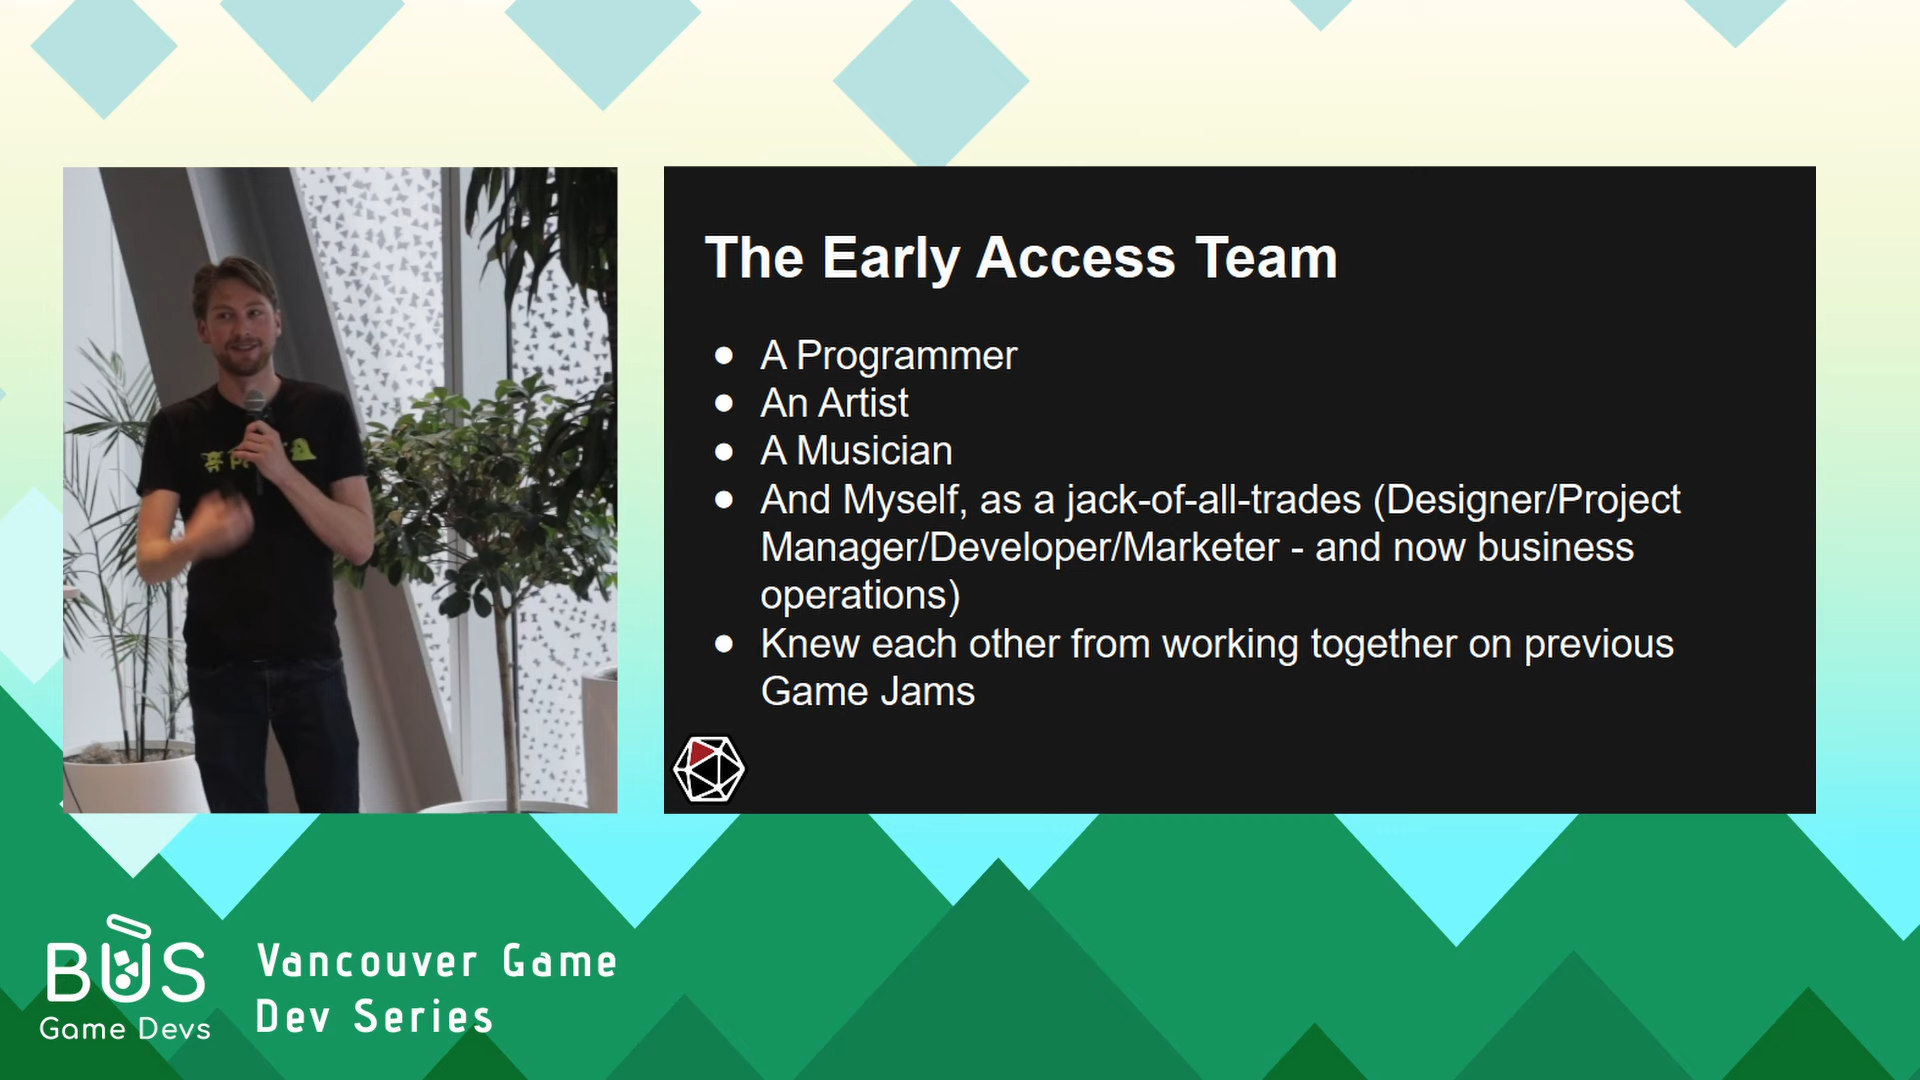 The Early Access Team
● A Programmer
● An Artist
● A Musician
● And Myself, as a jack-of-all-trades (Designer/Project
Manager/Developer/Marketer - and now business
operations)
● Knew each other from working together on previous
Game Jams
BUS
Game Devs
Vancouver Game
Dev Series